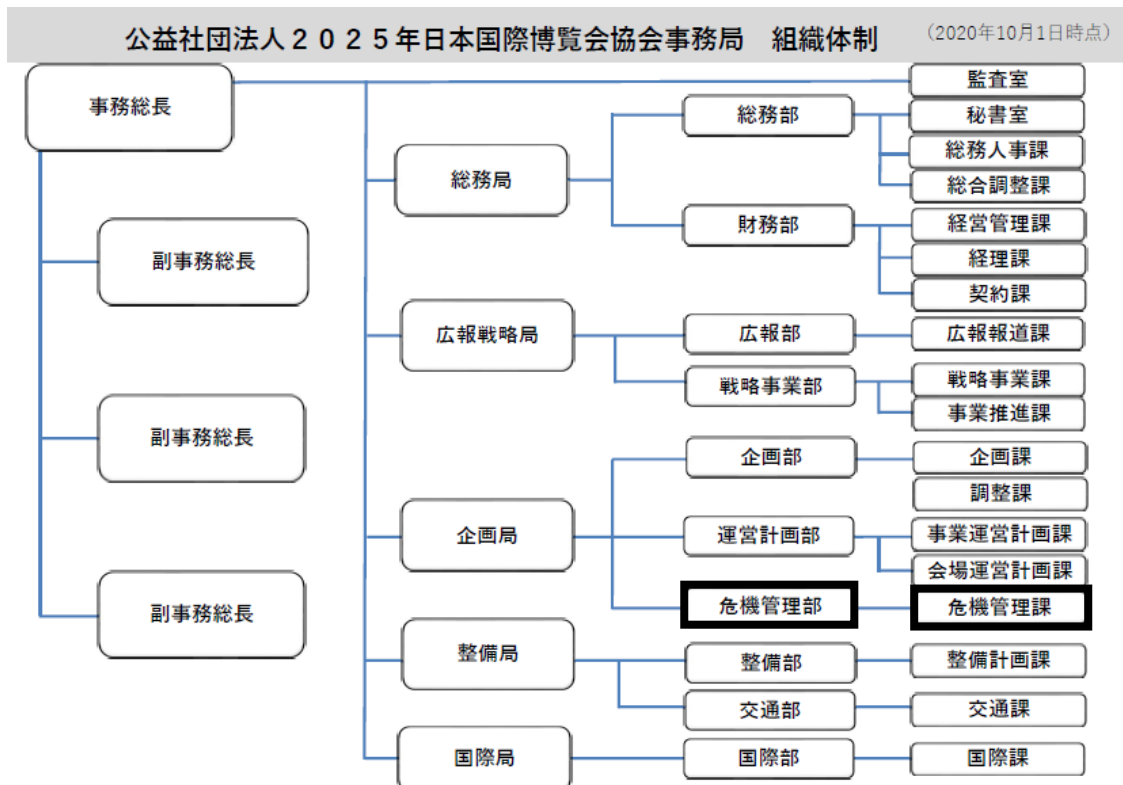 公益社団法人２０２５年日本国際博覧会協会事務局　組織体制
（2020年10月1日時点）
事務総長
副事務総長
副事務総長
副事務総長
監査室
総務局
総務部
秘書室
総務人事課
総合調整課
財務部
経営管理課
経理課
契約課
広報戦略局
広報部
広報報道課
戦略事業部
戦略事業課
事業推進課
企画局
企画部
企画課
調整課
運営計画部
事業運営計画課
会場運営計画課
危機管理部
危機管理課
整備局
整備部
整備計画課
交通部
交通課
国際局
国際部
国際課